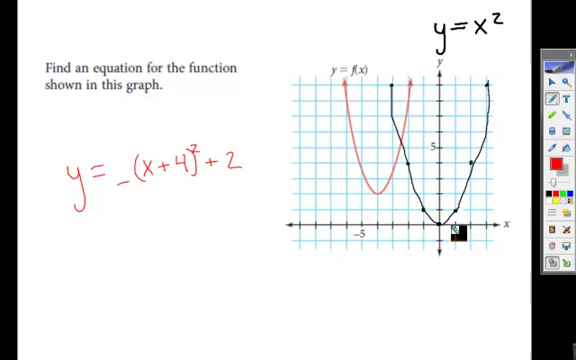 y = x²
Find an equation for the function
shown in this graph.
y = f(x)
y
5
y = _(x+4)² + 2
-5
x